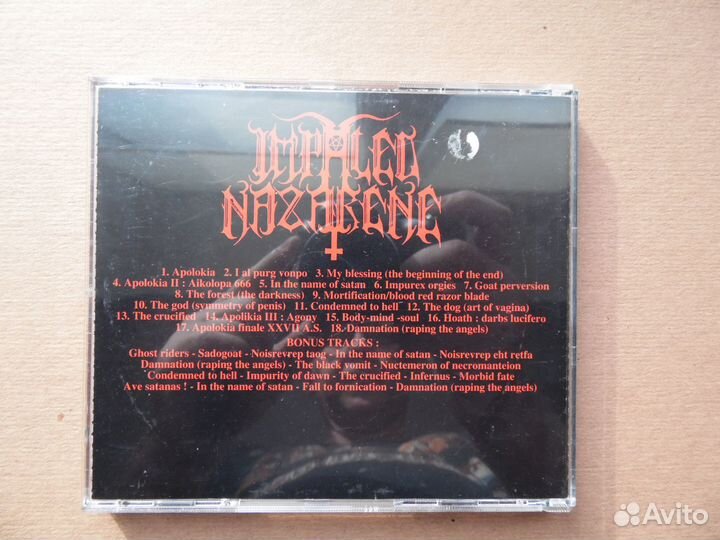 IMPALED
NAZARENE
1. Apolokia 2. I al purg vonpo 3. My blessing (the beginning of the end)
4. Apolokia II : Aikolopa 666 5. In the name of satan 6. Impurex orgies 7. Goat perversion
8. The forest (the darkness) 9. Mortification/blood red razor blade
10. The god (symmetry of penis) 11. Condemned to hell 12. The dog (art of vagina)
13. The crucified 14. Apolikia III : Agony 15. Body-mind -soul 16. Hoath : darbs lucifero
17. Apolokia finale XXVII A.S. 18. Damnation (raping the angels)
BONUS TRACKS :
Ghost riders - Sadogoat - Noisrevrep taog - In the name of satan - Noisrevrep eht retfa
Damnation (raping the angels) - The black vomit - Nuctemeron of necromanteion
Condemned to hell - Impurity of dawn - The crucified - Infernus - Morbid fate
Ave satanas ! - In the name of satan - Fall to fornication - Damnation (raping the angels)
Avito